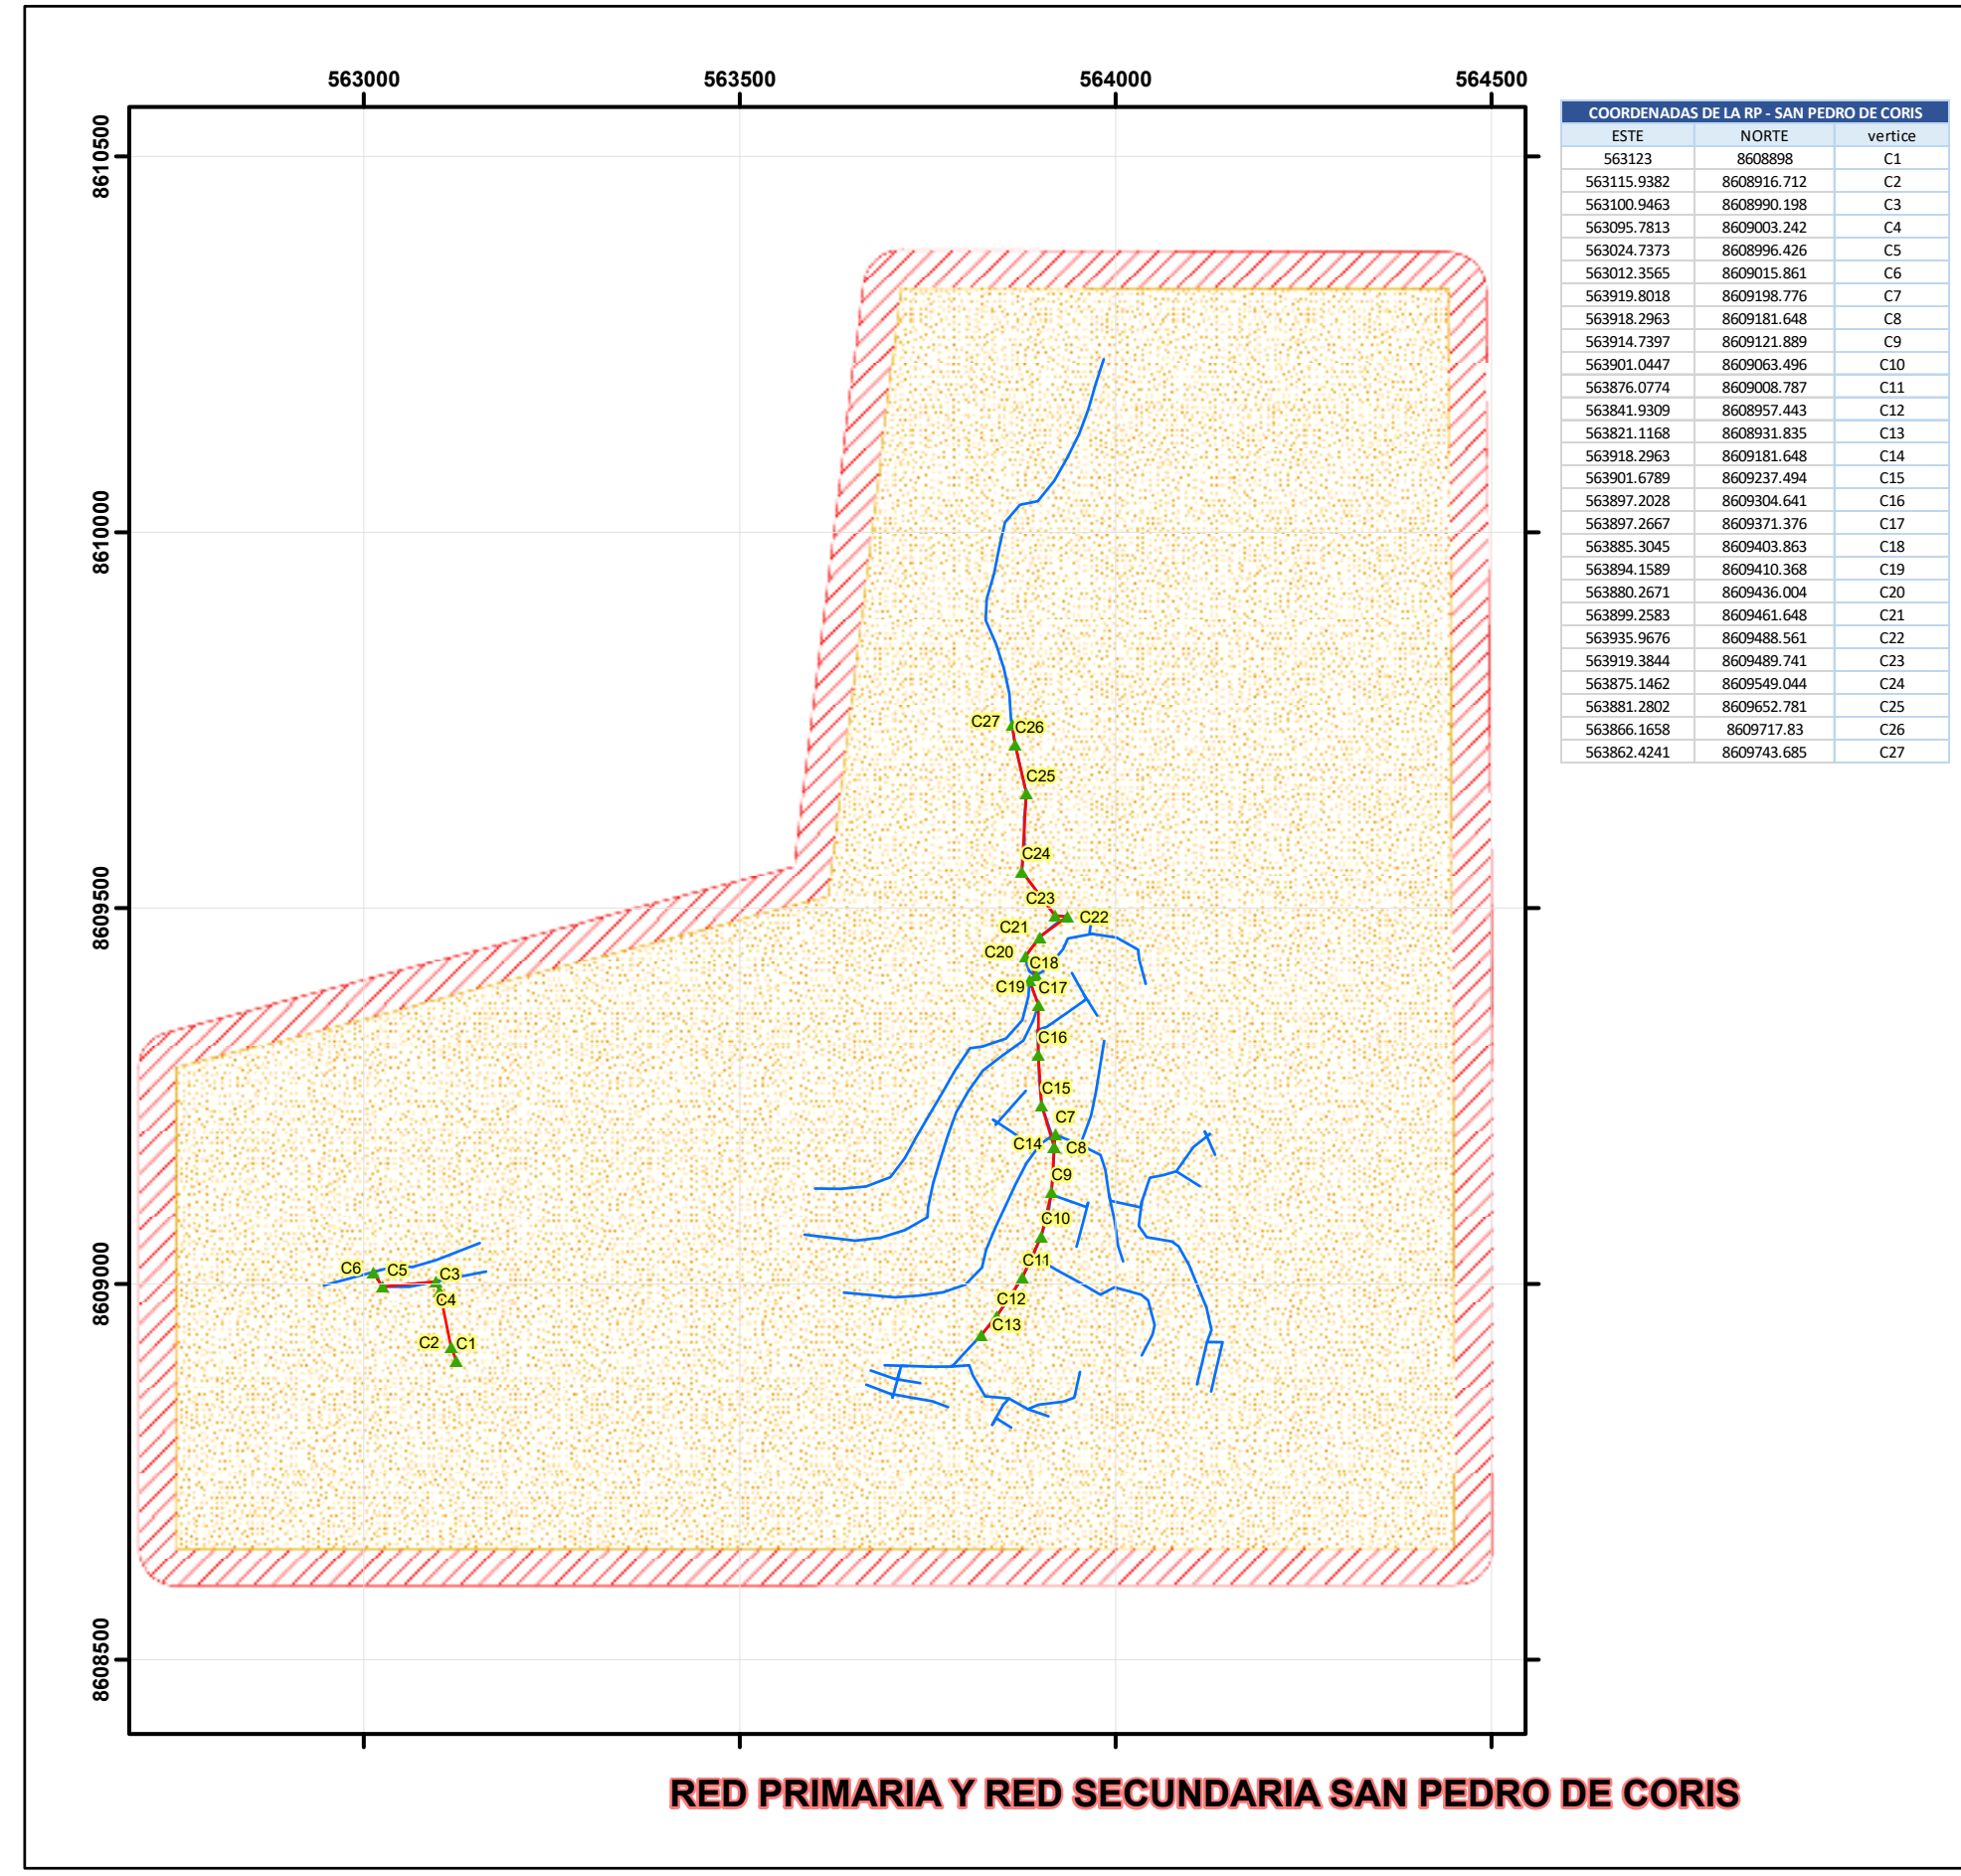 563000 563500 564000 564500
8610500
8610000
8609500
8609000
8608500
COORDENADAS DE LA RP - SAN PEDRO DE CORIS
ESTE NORTE vertice
563123 8608898 C1
563115.9382 8608916.712 C2
563100.9463 8608990.198 C3
563095.7813 8609003.242 C4
563024.7373 8608996.426 C5
563012.3565 8609015.861 C6
563919.8018 8609198.776 C7
563918.2963 8609181.648 C8
563914.7397 8609121.889 C9
563901.0447 8609063.496 C10
563876.0774 8609008.787 C11
563841.9309 8608957.443 C12
563821.1168 8608931.835 C13
563918.2963 8609181.648 C14
563901.6789 8609237.494 C15
563897.2028 8609304.641 C16
563897.2667 8609371.376 C17
563885.3045 8609403.863 C18
563894.1589 8609410.368 C19
563880.2671 8609436.004 C20
563899.2583 8609461.648 C21
563935.9676 8609488.561 C22
563919.3844 8609489.741 C23
563875.1462 8609549.044 C24
563881.2802 8609652.781 C25
563866.1658 8609717.83 C26
563862.4241 8609743.685 C27
C27 C26
C25
C24
C23
C22
C21
C20
C18
C19 C17
C16
C15
C7
C14 C8
C9
C10
C11
C12
C13
C6 C5 C3
C4
C2 C1
RED PRIMARIA Y RED SECUNDARIA SAN PEDRO DE CORIS